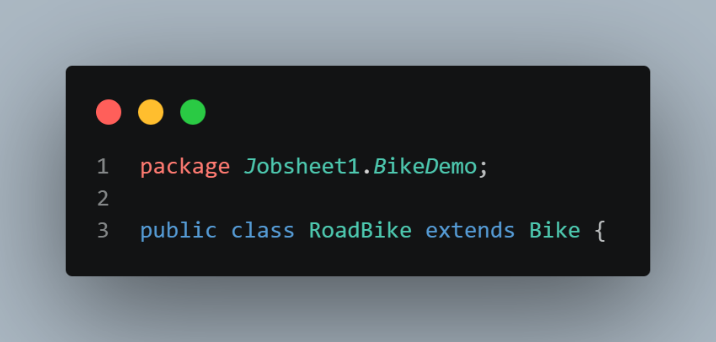 1 package Jobsheet1.BikeDemo;
2
3 public class RoadBike extends Bike {